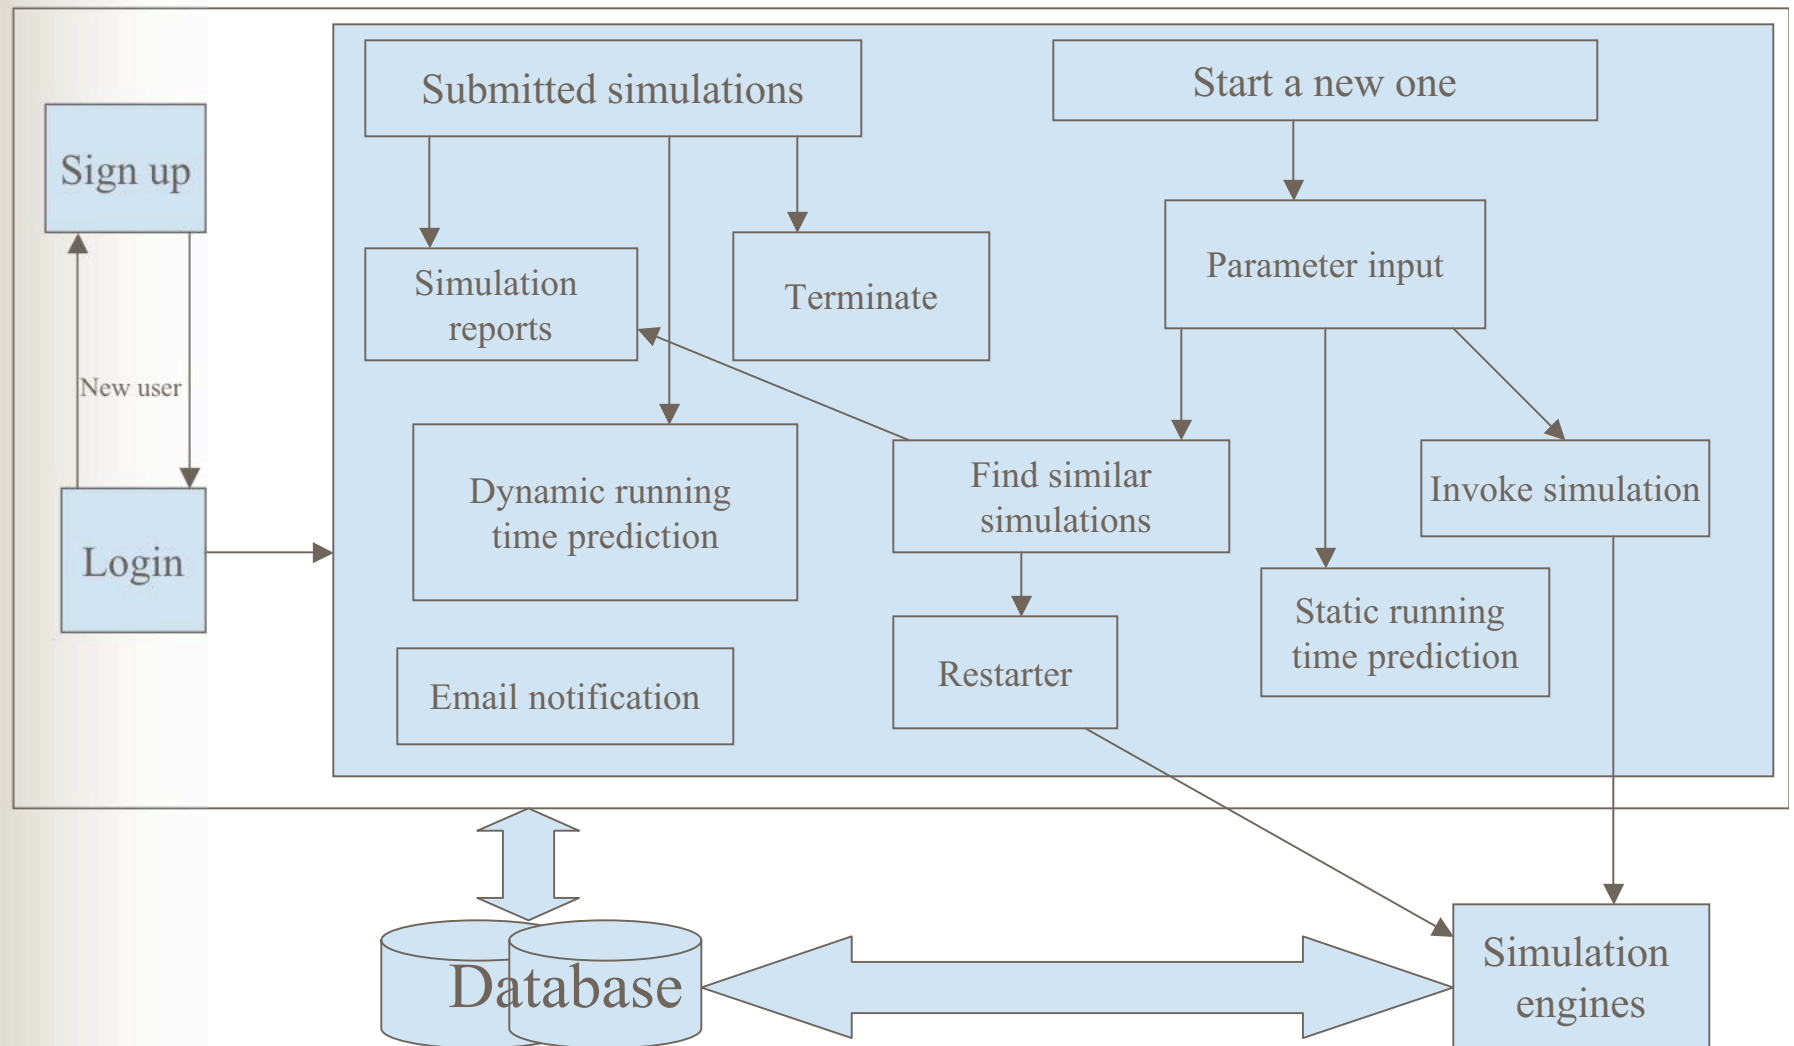 Submitted simulations
Start a new one
Sign up
Simulation
reports
Terminate
Parameter input
New user
Dynamic running
time prediction
Find similar
simulations
Invoke simulation
Login
Static running
time prediction
Email notification
Restarter
Database
Simulation
engines